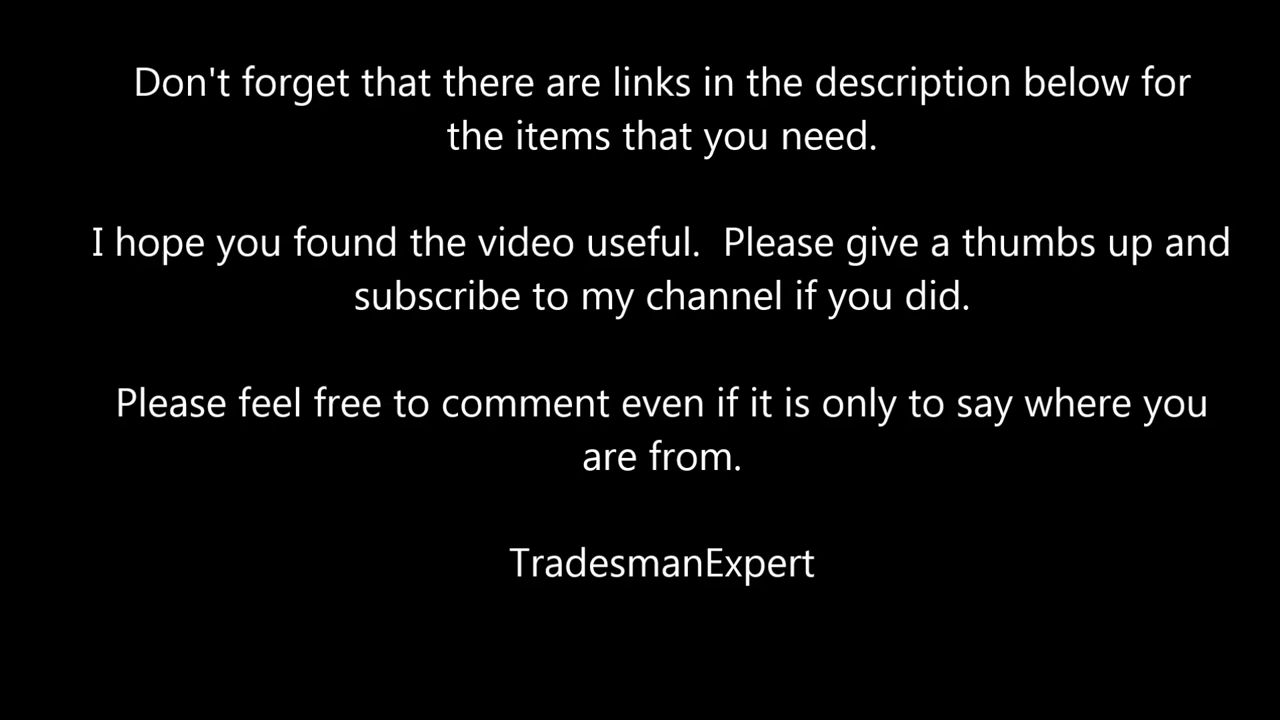 Don't forget that there are links in the description below for
the items that you need.
I hope you found the video useful.  Please give a thumbs up and
subscribe to my channel if you did.
Please feel free to comment even if it is only to say where you
are from.
TradesmanExpert